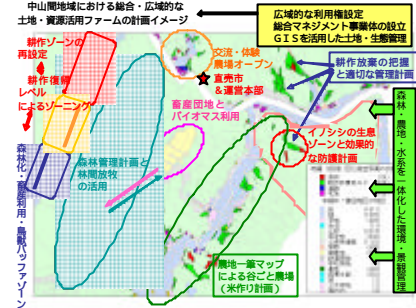 中山間地域における総合・広域的な
土地・資源活用ファームの計画イメージ
広域的な利用権設定
総合マネジメント事業体の設立
GISを活用した土地・生態管理
耕作ゾーンの
再設定
交流・体験
農場オープン
耕作放棄の把握
と適切な管理計画
直売市
&運営本部
耕作復帰
レベル
によるゾーニング
畜産団地と
バイオマス利用
イノシシの生息
ゾーンと効果的
な防護計画
森林管理計画と
林間放牧
の活用
森林・農地・水系を一体化した環境・景観管理
森林化・畜産利用・鳥獣バッファゾーン
農地一筆マップ
による谷ごと農場
(米作り計画)